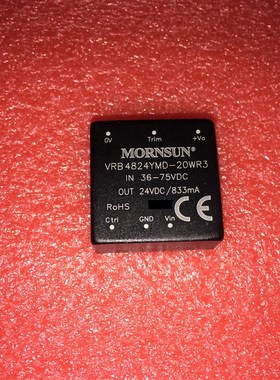 0V Trim +Vo
MORNSUN®
VRB4824YMD-20WR3
IN 36-75VDC
OUT 24VDC/833mA
RoHS CE
Ctrl GND Vin